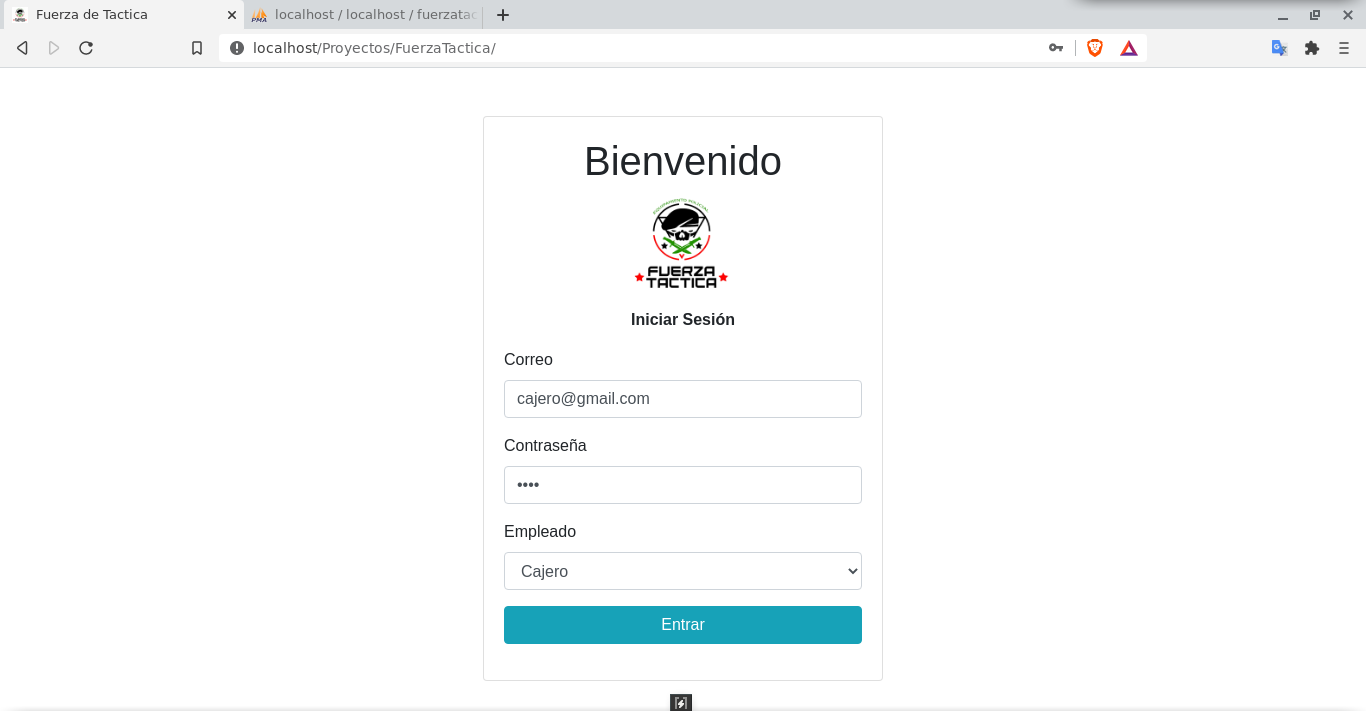 Fuerza de Tactica
localhost / localhost / fuerzatac
localhost/Proyectos/FuerzaTactica/
Bienvenido
FUERZA
TACTICA
Iniciar Sesión
Correo
cajero@gmail.com
Contraseña
••••
Empleado
Cajero
Entrar